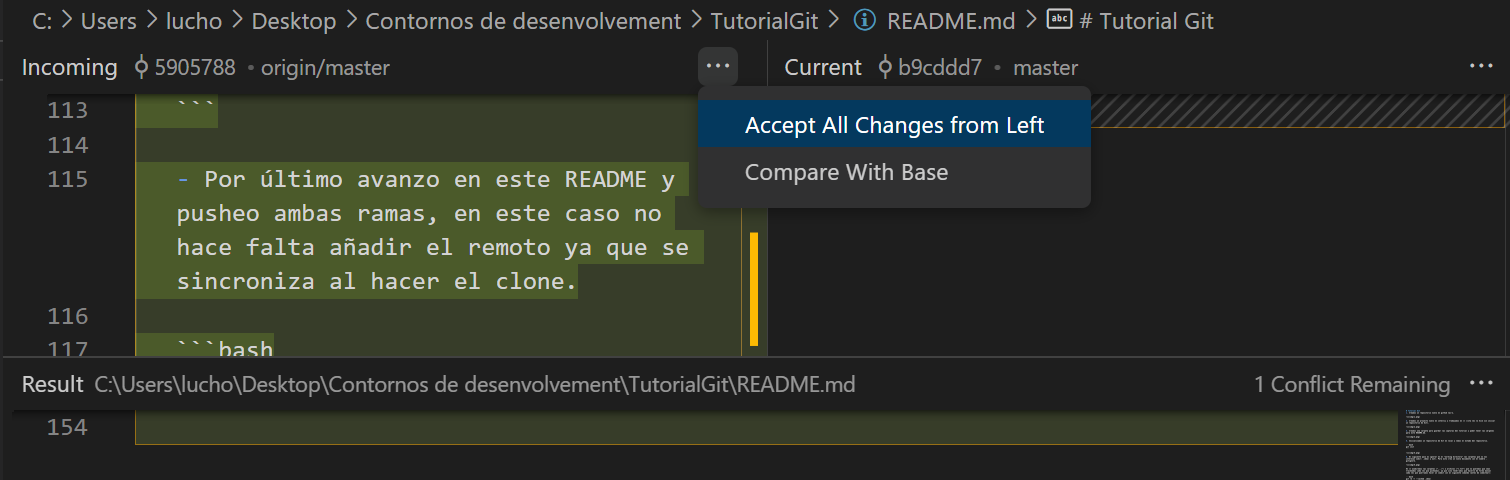 C: > Users > lucho > Desktop > Contornos de desenvolvement > TutorialGit > README.md > abc # Tutorial Git
Incoming 5905788 • origin/master ···
Current b9cddd7 • master ···
Accept All Changes from Left
Compare With Base
113 ```
114
115 - Por último avanzo en este README y
pusheo ambas ramas, en este caso no
hace falta añadir el remoto ya que se
sincroniza al hacer el clone.
116
117 ```bash
Result C:\Users\lucho\Desktop\Contornos de desenvolvement\TutorialGit\README.md 1 Conflict Remaining ···
154